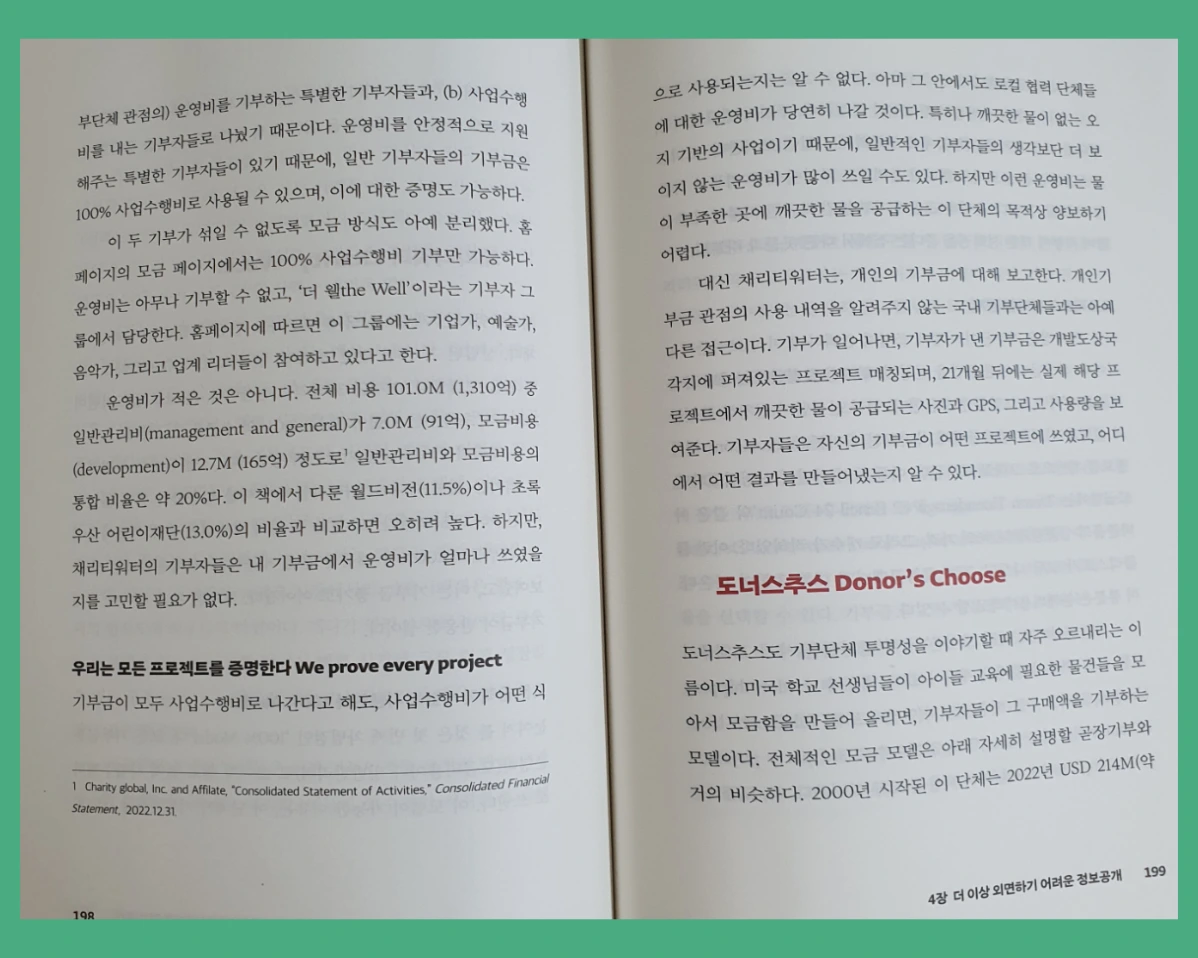 부단체 관점의) 운영비를 기부하는 특별한 기부자들과, (b) 사업수행
비를 내는 기부자들로 나눴기 때문이다. 운영비를 안정적으로 지원
해주는 특별한 기부자들이 있기 때문에, 일반 기부자들의 기부금은
100% 사업수행비로 사용될 수 있으며, 이에 대한 증명도 가능하다.
이 두 기부가 섞일 수 없도록 모금 방식도 아예 분리했다. 홈
페이지의 모금 페이지에서는 100% 사업수행비 기부만 가능하다.
운영비는 아무나 기부할 수 없고, ‘더 웰the Well’이라는 기부자 그
룹에서 담당한다. 홈페이지에 따르면 이 그룹에는 기업가, 예술가,
음악가, 그리고 업계 리더들이 참여하고 있다고 한다.
운영비가 적은 것은 아니다. 전체 비용 101.0M (1,310억) 중
일반관리비(management and general)가 7.0M (91억), 모금비용
(development)이 12.7M (165억) 정도로1 일반관리비와 모금비용의
통합 비율은 약 20%다. 이 책에서 다룬 월드비전(11.5%)이나 초록
우산 어린이재단(13.0%)의 비율과 비교하면 오히려 높다. 하지만,
채리티워터의 기부자들은 내 기부금에서 운영비가 얼마나 쓰였을
지를 고민할 필요가 없다.
우리는 모든 프로젝트를 증명한다 We prove every project
기부금이 모두 사업수행비로 나간다고 해도, 사업수행비가 어떤 식
1 Charity global, Inc. and Affilate, “Consolidated Statement of Activities,” Consolidated Financial
Statement, 2022.12.31.
198
으로 사용되는지는 알 수 없다. 아마 그 안에서도 로컬 협력 단체들
에 대한 운영비가 당연히 나갈 것이다. 특히나 깨끗한 물이 없는 오
지 기반의 사업이기 때문에, 일반적인 기부자들의 생각보단 더 보
이지 않는 운영비가 많이 쓰일 수도 있다. 하지만 이런 운영비는 물
이 부족한 곳에 깨끗한 물을 공급하는 이 단체의 목적상 양보하기
어렵다.
대신 채리티워터는, 개인의 기부금에 대해 보고한다. 개인기
부금 관점의 사용 내역을 알려주지 않는 국내 기부단체들과는 아예
다른 접근이다. 기부가 일어나면, 기부자가 낸 기부금은 개발도상국
각지에 퍼져있는 프로젝트 매칭되며, 21개월 뒤에는 실제 해당 프
로젝트에서 깨끗한 물이 공급되는 사진과 GPS, 그리고 사용량을 보
여준다. 기부자들은 자신의 기부금이 어떤 프로젝트에 쓰였고, 어디
에서 어떤 결과를 만들어냈는지 알 수 있다.
도너스추스 Donor’s Choose
도너스추스도 기부단체 투명성을 이야기할 때 자주 오르내리는 이
름이다. 미국 학교 선생님들이 아이들 교육에 필요한 물건들을 모
아서 모금함을 만들어 올리면, 기부자들이 그 구매액을 기부하는
모델이다. 전체적인 모금 모델은 아래 자세히 설명할 곧장기부와
거의 비슷하다. 2000년 시작된 이 단체는 2022년 USD 214M(약
4장 더 이상 외면하기 어려운 정보공개 199